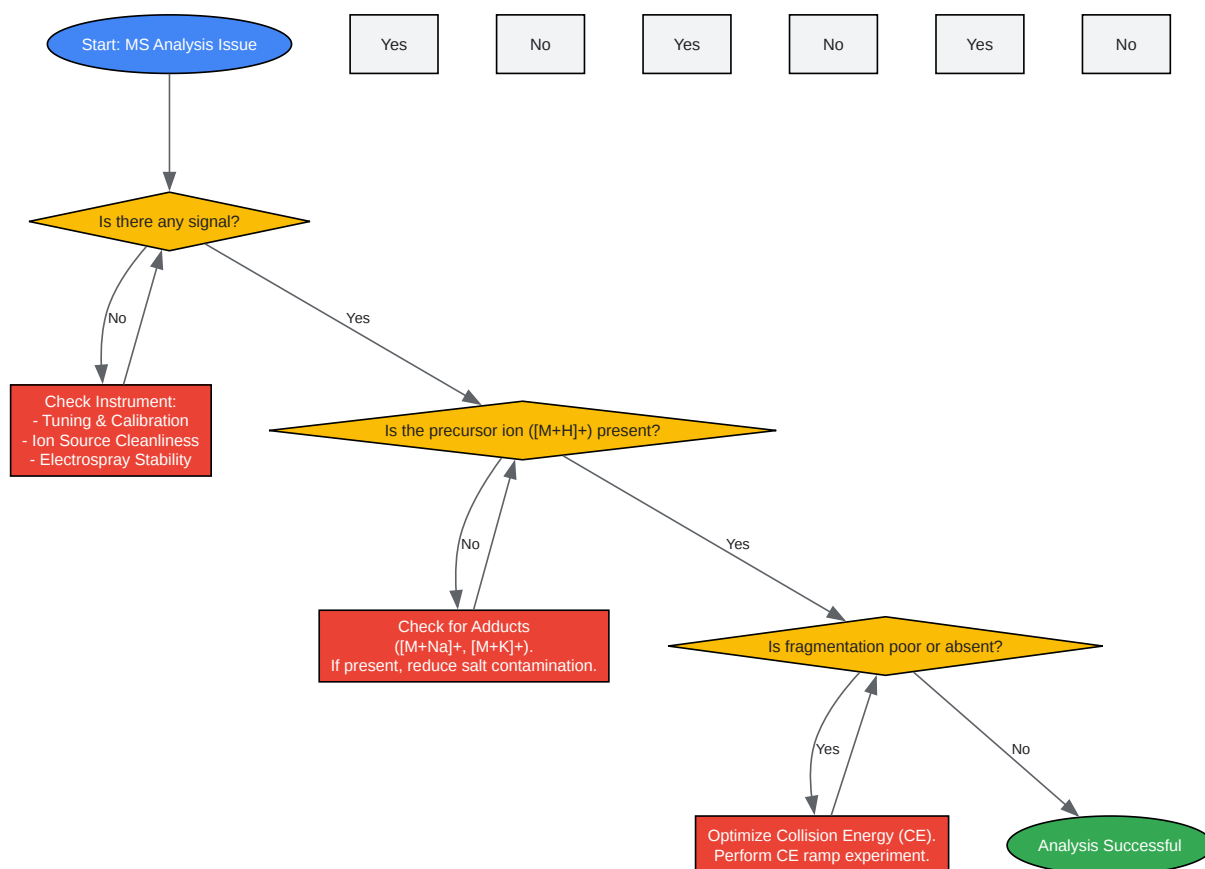 Start: MS Analysis Issue
Yes
No
Yes
No
Yes
No
Is there any signal?
No
Yes
Check Instrument:
- Tuning & Calibration
- Ion Source Cleanliness
- Electrospray Stability
Is the precursor ion ([M+H]+) present?
No
Yes
Check for Adducts
([M+Na]+, [M+K]+).
If present, reduce salt contamination.
Is fragmentation poor or absent?
Yes
No
Optimize Collision Energy (CE).
Perform CE ramp experiment.
Analysis Successful